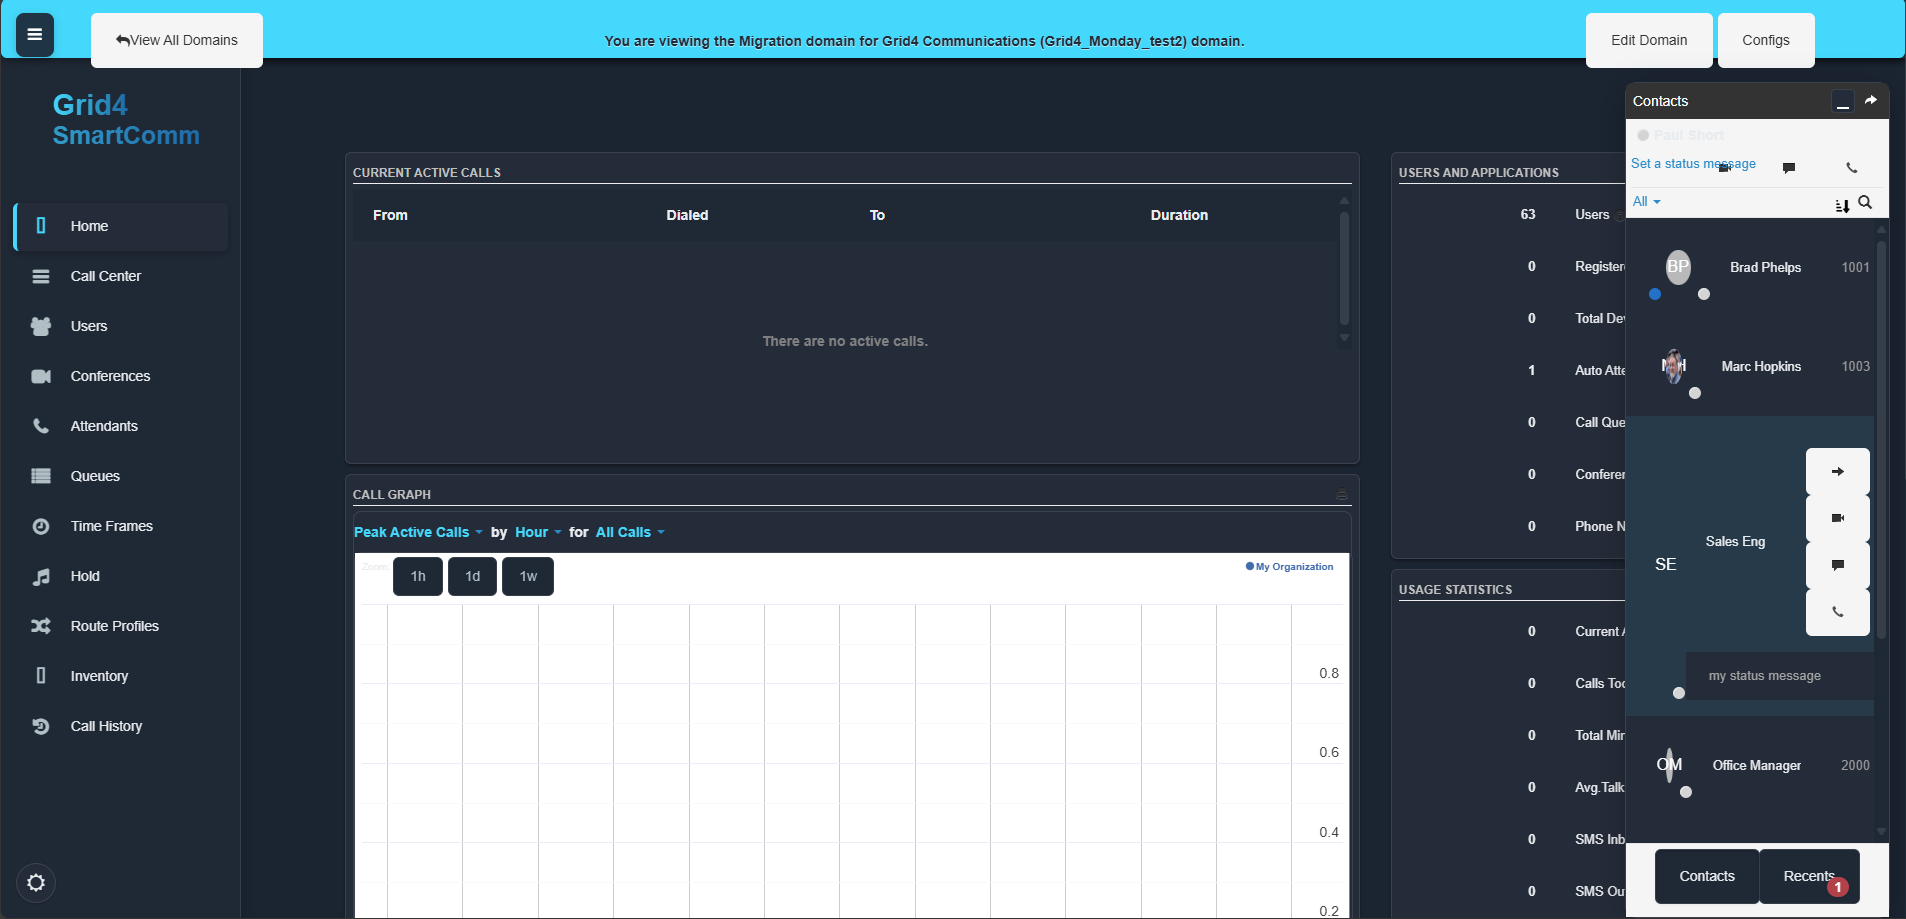 View All Domains
You are viewing the Migration domain for Grid4 Communications (Grid4_Monday_test2) domain.
Edit Domain
Configs
Grid4
SmartComm
Home
Call Center
Users
Conferences
Attendants
Queues
Time Frames
Hold
Route Profiles
Inventory
Call History
CURRENT ACTIVE CALLS
From Dialed To Duration
There are no active calls.
CALL GRAPH
Peak Active Calls by Hour for All Calls
Zoom: 1h 1d 1w
My Organization
0.8
0.6
0.4
0.2
USERS AND APPLICATIONS
63 Users
0 Registere
0 Total Dev
1 Auto Atte
0 Call Que
0 Conferen
0 Phone N
USAGE STATISTICS
0 Current A
0 Calls Tod
0 Total Min
0 Avg.Talk
0 SMS Inb
0 SMS Ou
Contacts
Paul Short
Set a status message
All
BP Brad Phelps 1001
MH Marc Hopkins 1003
SE Sales Eng
my status message
OM Office Manager 2000
Contacts
Recents
1